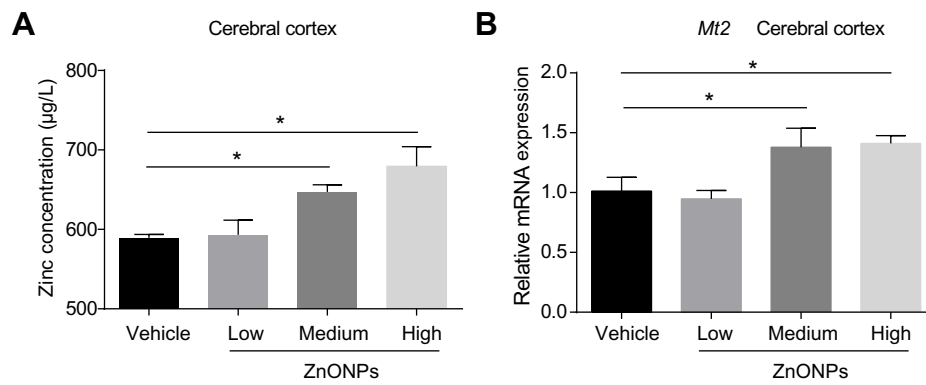 A
Cerebral cortex
Zinc concentration (µg/L)
800
700
600
500
*
*
Vehicle Low Medium High
ZnONPs
B
Mt2 Cerebral cortex
Relative mRNA expression
2.0
1.5
1.0
0.5
0.0
*
*
Vehicle Low Medium High
ZnONPs